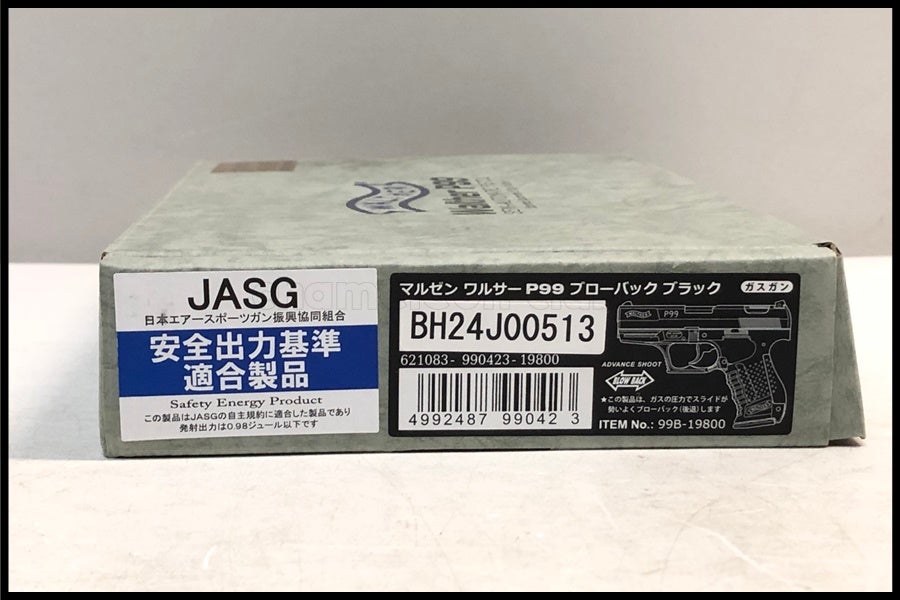 Walther P99
JASG
日本エアースポーツガン振興協同組合
安全出力基準
適合製品
Safety Energy Product
この製品はJASGの自主規約に適合した製品であり
発射出力は0.98ジュール以下です
マルゼン ワルサー P99 ブローバック ブラック
ガスガン
BH24J00513
621083- 990423-19800
4992487 99042 3
P99
ADVANCE SHOOT
BLOW BACK
★この製品は、ガスの圧力でスライドが
勢いよくブローバック(後退)します
ITEM No.: 99B-19800